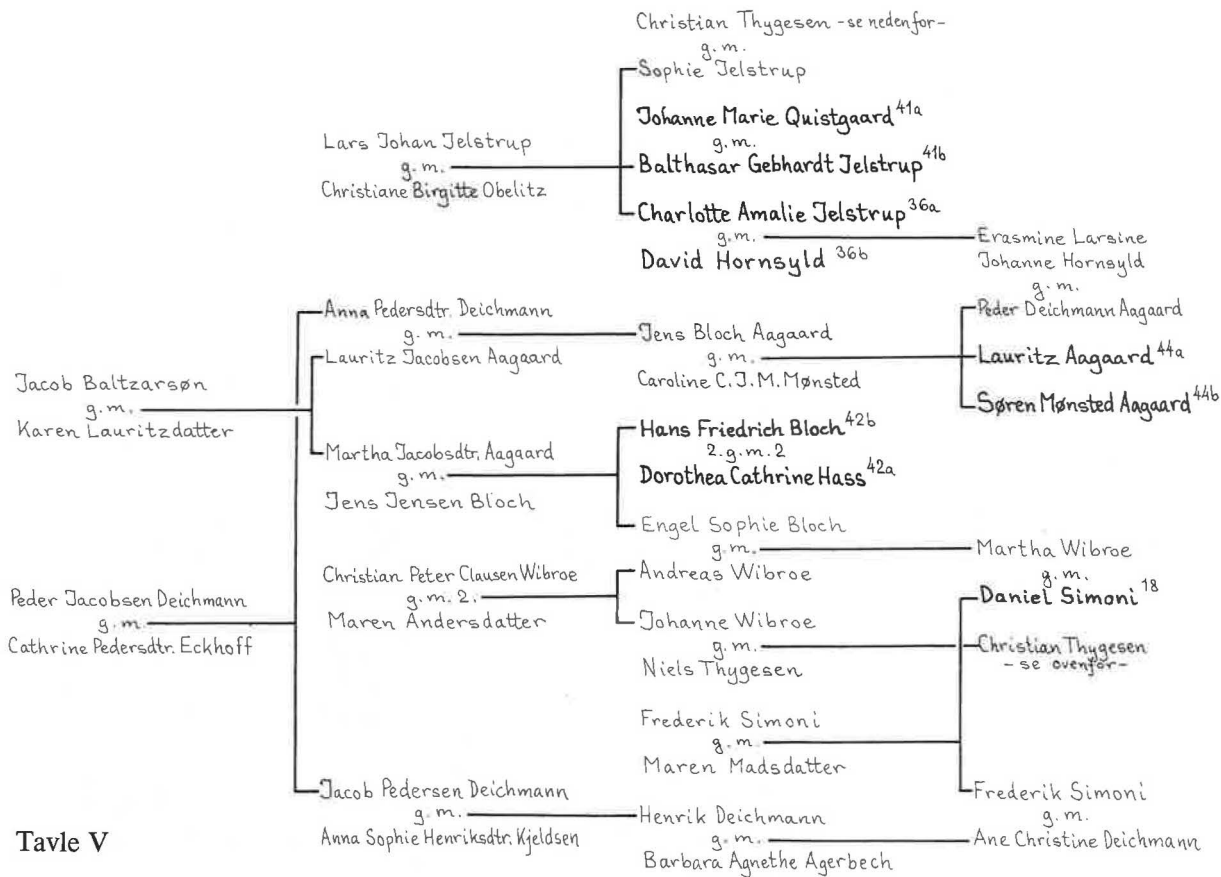 Christian Thygesen -se nedenfor-
g. m.
Sophie Jelstrup
Johanne Marie Quistgaard 41a
g. m.
Balthasar Gebhardt Jelstrup 41b
Charlotte Amalie Jelstrup 36a
g. m.
David Hornsyld 36b
Lars Johan Jelstrup
g. m.
Christiane Birgitte Obelitz
Erasmine Larsine
Johanne Hornsyld
g. m.
Peder Deichmann Aagaard
Lauritz Aagaard 44a
Søren Mønsted Aagaard 44b
Anna Pedersdtr. Deichmann
g. m.
Lauritz Jacobsen Aagaard
Jens Bloch Aagaard
g. m.
Caroline C.J.M. Mønsted
Jacob Baltzarsøn
g. m.
Karen Lauritzdatter
Martha Jacobsdtr. Aagaard
g. m.
Jens Jensen Bloch
Hans Friedrich Bloch 42b
2. g. m. 2
Dorothea Cathrine Hass 42a
Engel Sophie Bloch
g. m.
Andreas Wibroe
Martha Wibroe
g. m.
Daniel Simoni 18
Christian Peter Clausen Wibroe
g. m. 2.
Maren Andersdatter
Johanne Wibroe
g. m.
Niels Thygesen
Christian Thygesen
- se ovenfor -
Peder Jacobsen Deichmann
g. m.
Cathrine Pedersdtr. Eckhoff
Frederik Simoni
g. m.
Maren Madsdatter
Jacob Pedersen Deichmann
g. m.
Anna Sophie Henriksdtr. Kjeldsen
Henrik Deichmann
g. m.
Barbara Agnethe Agerbech
Frederik Simoni
g. m.
Ane Christine Deichmann
Tavle V